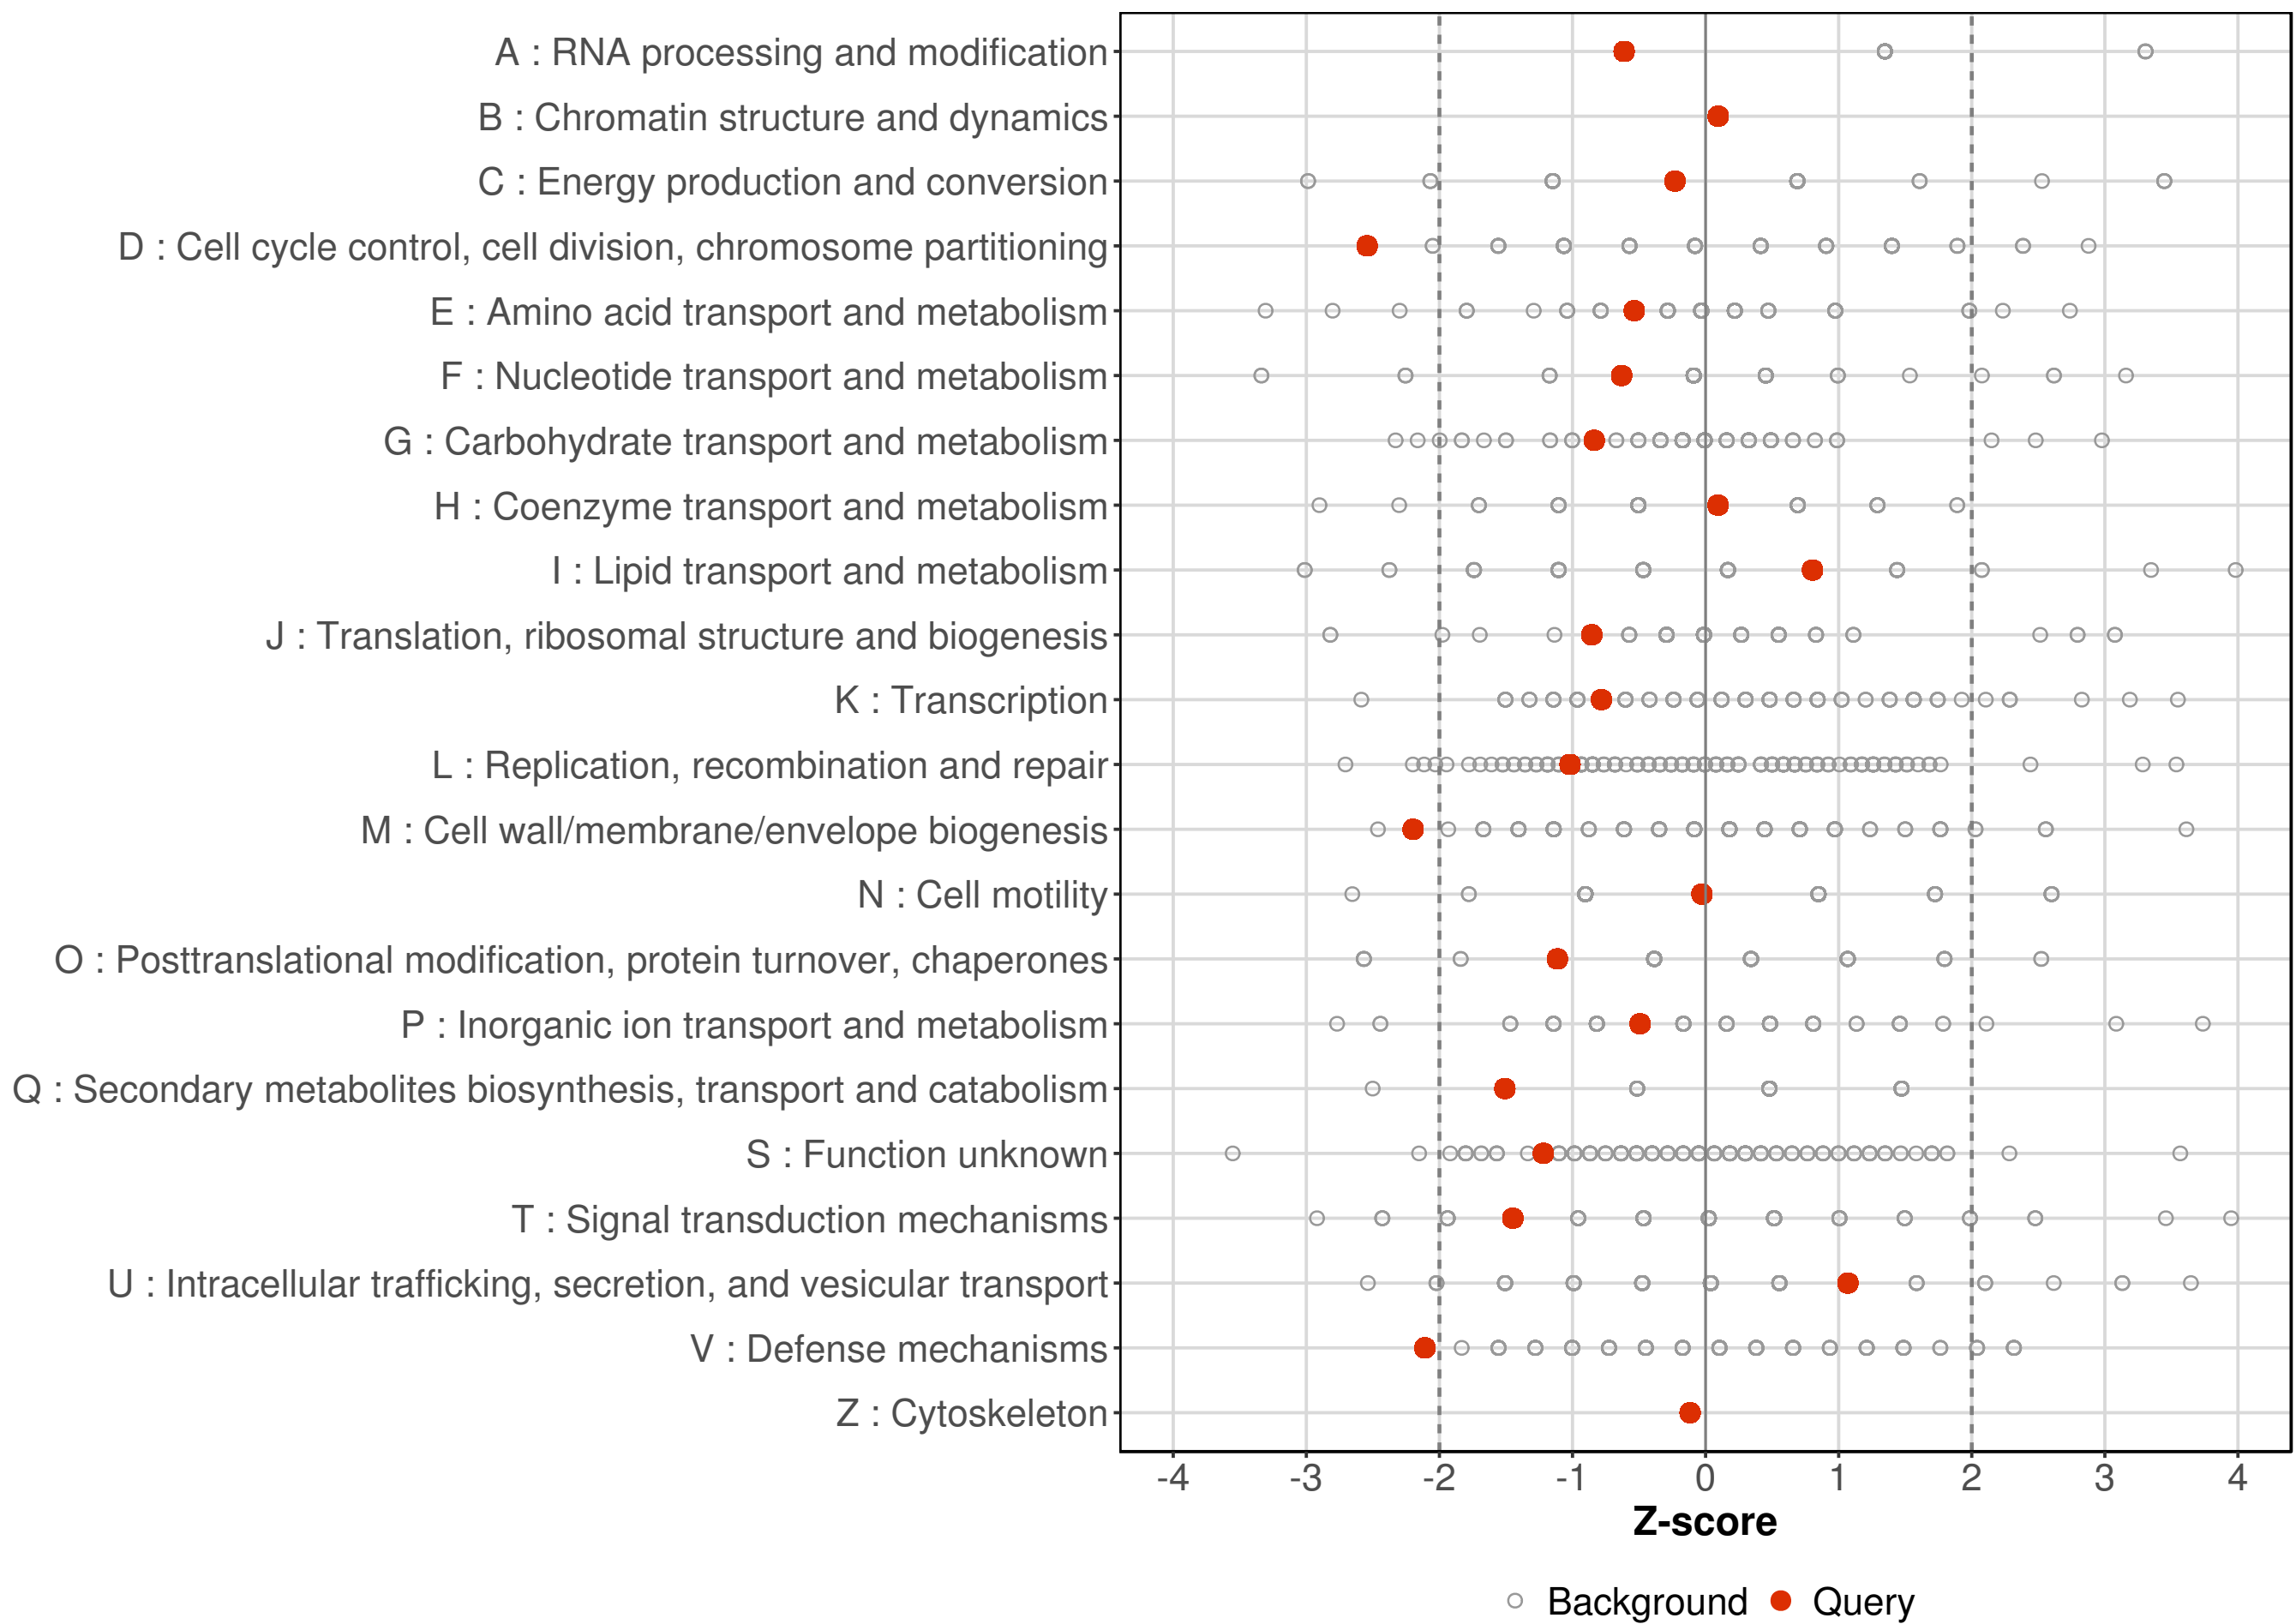 A : RNA processing and modification
B : Chromatin structure and dynamics
C : Energy production and conversion
D : Cell cycle control, cell division, chromosome partitioning
E : Amino acid transport and metabolism
F : Nucleotide transport and metabolism
G : Carbohydrate transport and metabolism
H : Coenzyme transport and metabolism
I : Lipid transport and metabolism
J : Translation, ribosomal structure and biogenesis
K : Transcription
L : Replication, recombination and repair
M : Cell wall/membrane/envelope biogenesis
N : Cell motility
O : Posttranslational modification, protein turnover, chaperones
P : Inorganic ion transport and metabolism
Q : Secondary metabolites biosynthesis, transport and catabolism
S : Function unknown
T : Signal transduction mechanisms
U : Intracellular trafficking, secretion, and vesicular transport
V : Defense mechanisms
Z : Cytoskeleton
-4 -3 -2 -1 0 1 2 3 4
Z-score
Background Query